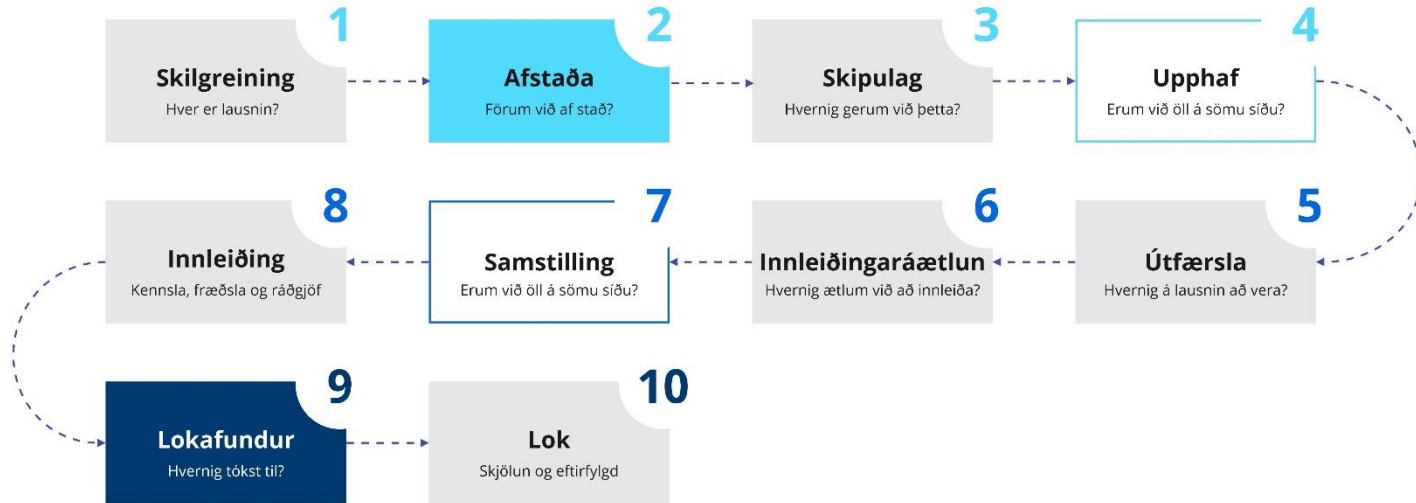 1
Skilgreining
Hver er lausnin?
2
Afstaða
Förum við af stað?
3
Skipulag
Hvernig gerum við þetta?
4
Upphaf
Erum við öll á sömu síðu?
5
Útfærsla
Hvernig á lausnin að vera?
6
Innleiðingaráætlun
Hvernig ætlum við að innleiða?
7
Samstilling
Erum við öll á sömu síðu?
8
Innleiðing
Kennsla, fræðsla og ráðgjöf
9
Lokafundur
Hvernig tókst til?
10
Lok
Skjölun og eftirfylgd